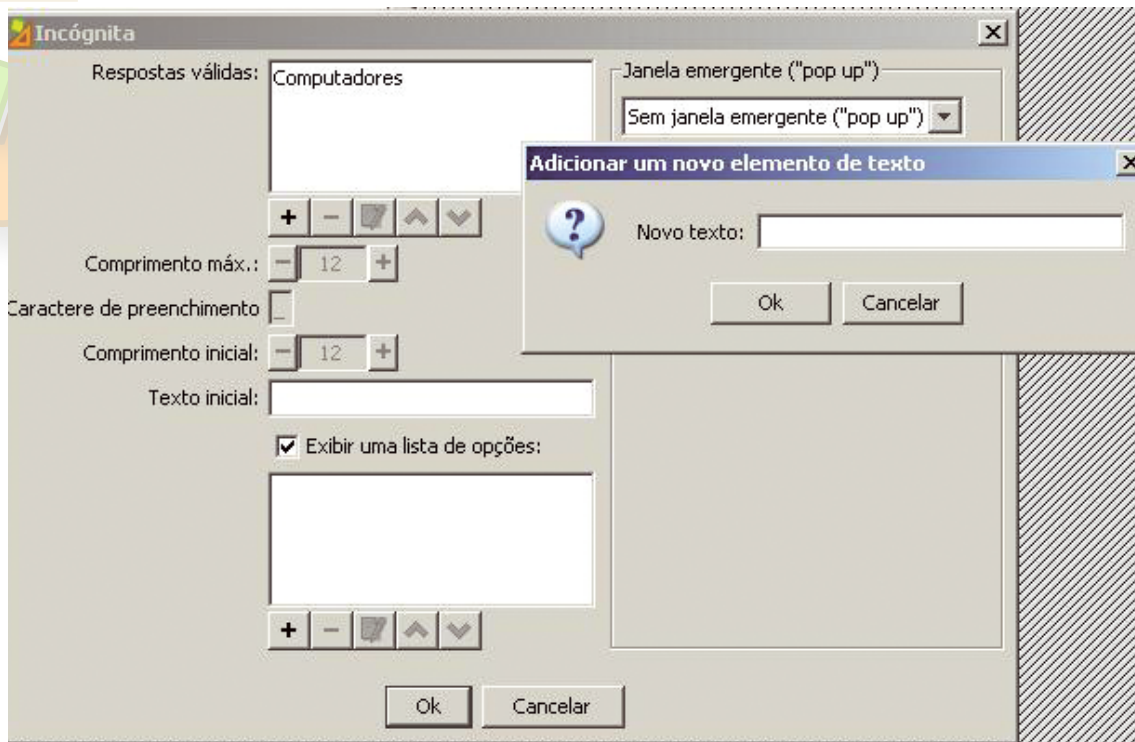 Incógnita
Respostas válidas:
Computadores
Janela emergente ("pop up")
Sem janela emergente ("pop up")
Adicionar um novo elemento de texto
Novo texto:
Ok Cancelar
Comprimento máx.: 12
Caractere de preenchimento _
Comprimento inicial: 12
Texto inicial:
Exibir uma lista de opções:
Ok Cancelar